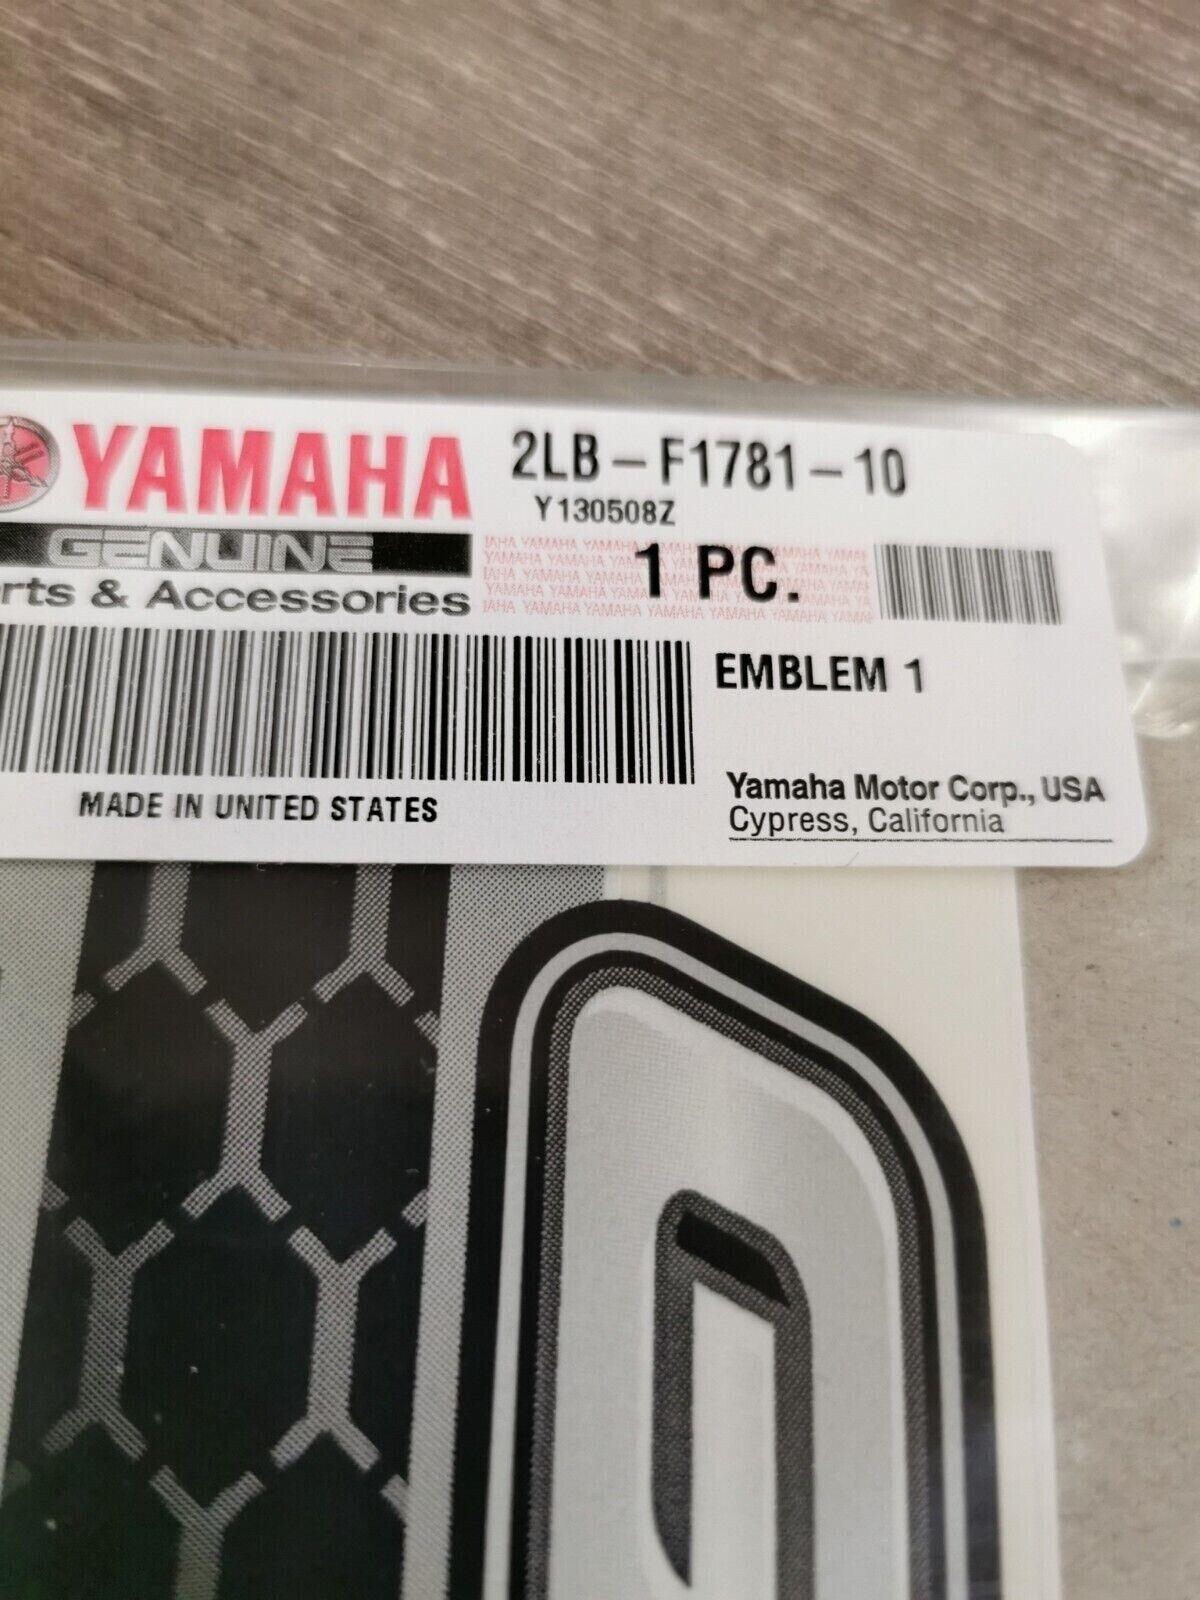 YAMAHA
GENUINE
rts & Accessories
2LB-F1781-10
Y130508Z
1 PC.
EMBLEM 1
MADE IN UNITED STATES
Yamaha Motor Corp., USA
Cypress, California